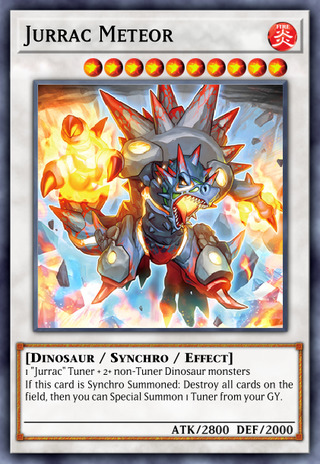 Jurrac Meteor
FIRE
炎
[Dinosaur / Synchro / Effect]
1 "Jurrac" Tuner + 2+ non-Tuner Dinosaur monsters
If this card is Synchro Summoned: Destroy all cards on the
field, then you can Special Summon 1 Tuner from your GY.
ATK/2800 DEF/2000